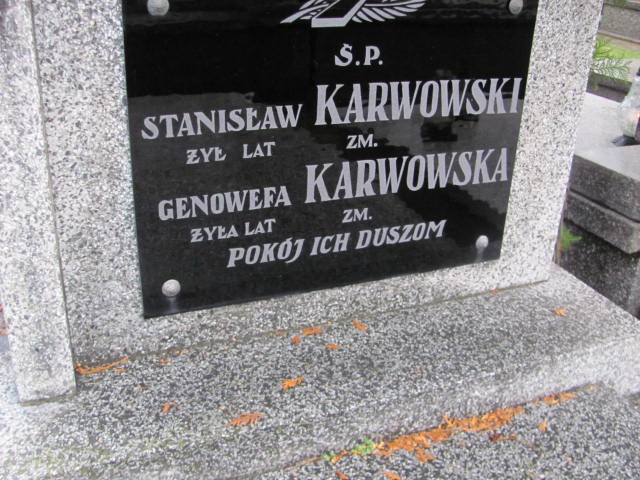 Ś.P.
STANISŁAW KARWOWSKI
ŻYŁ LAT ZM.
GENOWEFA KARWOWSKA
ŻYŁA LAT ZM.
POKÓJ ICH DUSZOM